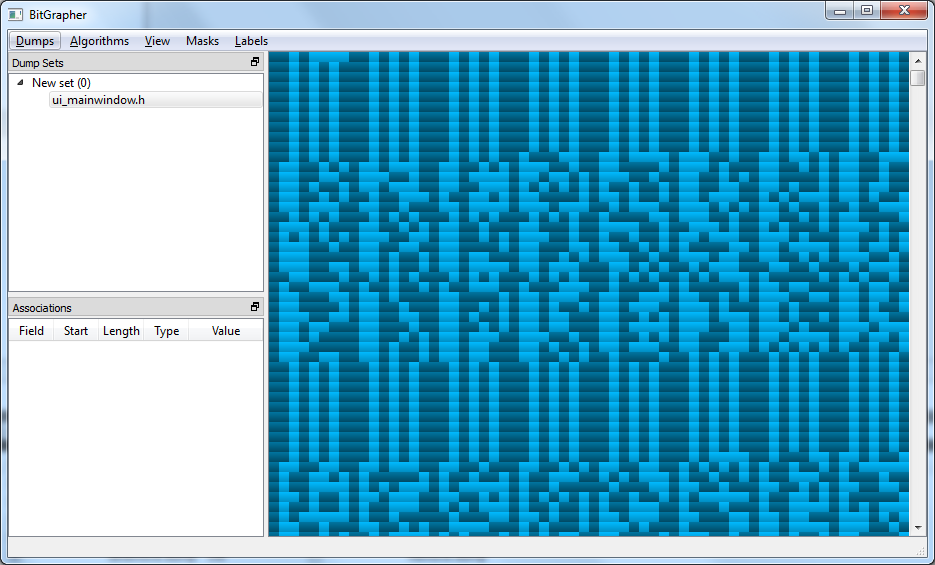 BitGrapher
Dumps Algorithms View Masks Labels
Dump Sets
New set (0)
ui_mainwindow.h
Associations
Field Start Length Type Value